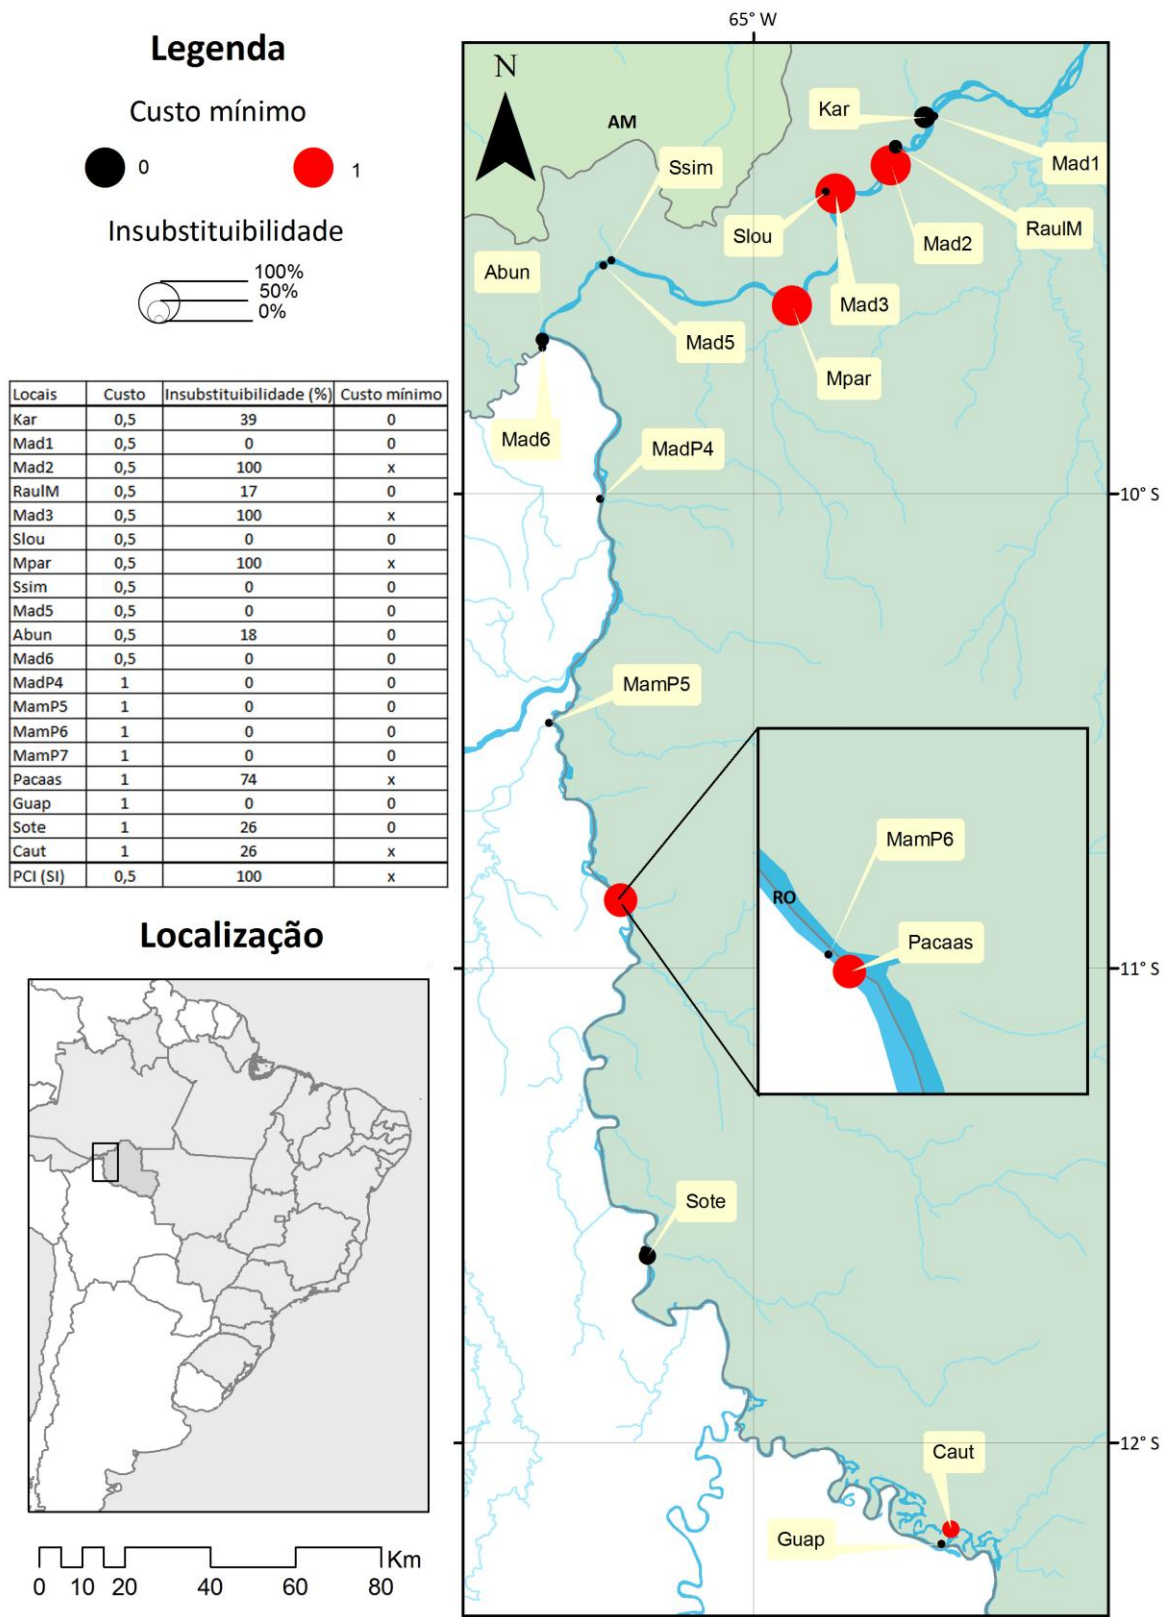 Legenda
Custo mínimo
0
1
Insubstituibilidade
100%
50%
0%
Locais Custo Insubstituibilidade (%) Custo mínimo
Kar 0,5 39 0
Mad1 0,5 0 0
Mad2 0,5 100 x
RaulM 0,5 17 0
Mad3 0,5 100 x
Slou 0,5 0 0
Mpar 0,5 100 x
Ssim 0,5 0 0
Mad5 0,5 0 0
Abun 0,5 18 0
Mad6 0,5 0 0
MadP4 1 0 0
MamP5 1 0 0
MamP6 1 0 0
MamP7 1 0 0
Pacaas 1 74 x
Guap 1 0 0
Sote 1 26 0
Caut 1 26 x
PCI (SI) 0,5 100 x
Localização
Km
0 10 20 40 60 80
65° W
N
AM
Kar
Mad1
Ssim
Slou
Mad2
RaulM
Abun
Mad3
Mad5
Mpar
Mad6
MadP4
10° S
MamP5
MamP6
RO
Pacaas
11° S
Sote
12° S
Caut
Guap